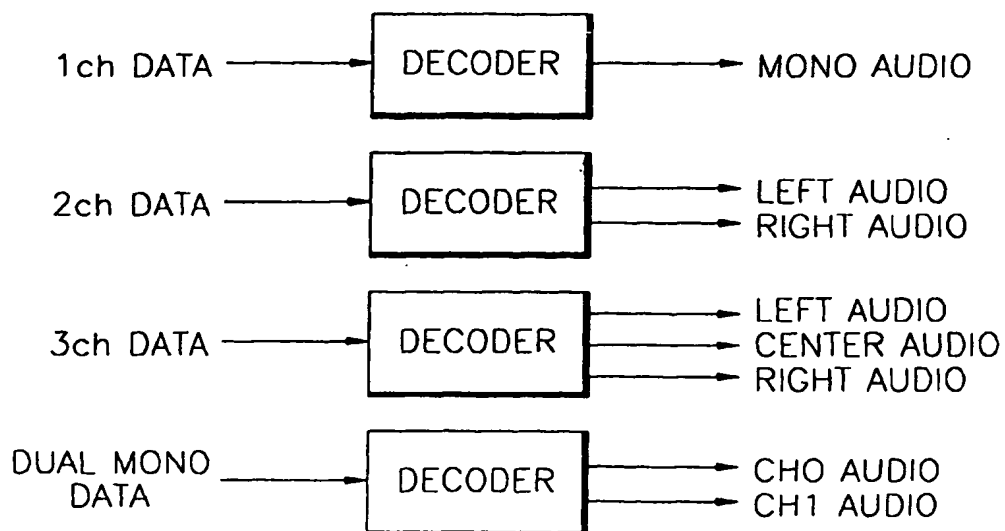 1ch DATA
DECODER
MONO AUDIO
2ch DATA
DECODER
LEFT AUDIO
RIGHT AUDIO
3ch DATA
DECODER
LEFT AUDIO
CENTER AUDIO
RIGHT AUDIO
DUAL MONO
DATA
DECODER
CH0 AUDIO
CH1 AUDIO